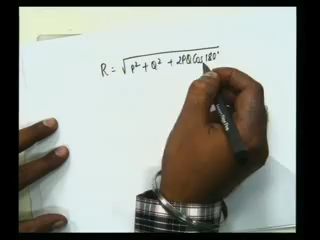 R = √P² + Q² + 2PQ Cos 180°